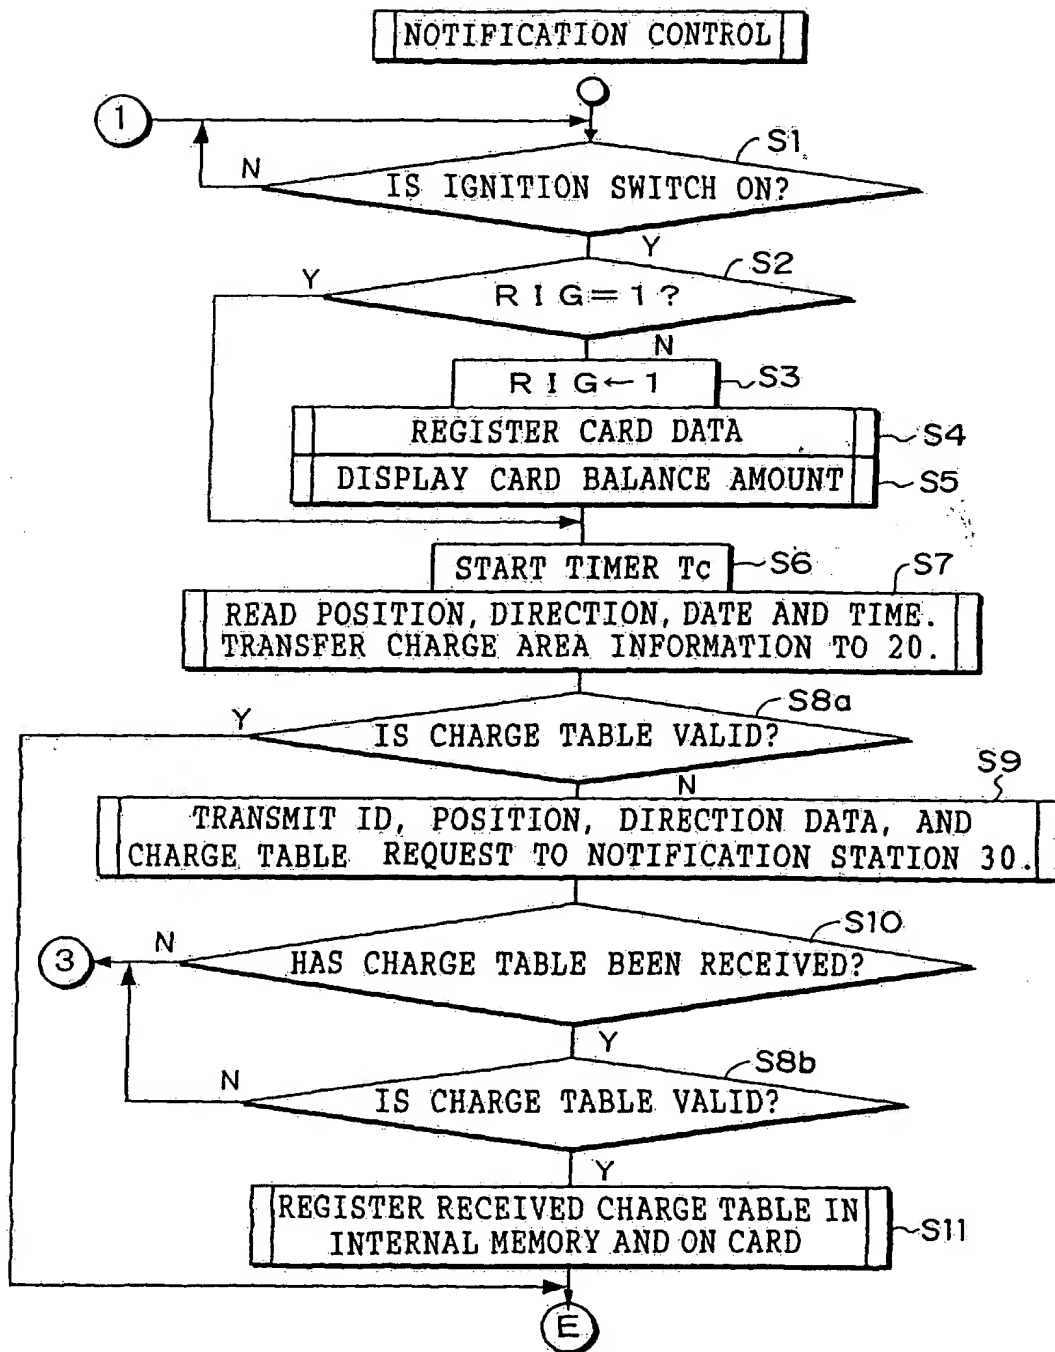 NOTIFICATION CONTROL
1
S1
N
IS IGNITION SWITCH ON?
Y
S2
Y
RIG=1?
N
RIG←1
S3
REGISTER CARD DATA
S4
DISPLAY CARD BALANCE AMOUNT
S5
START TIMER Tc
S6
S7
READ POSITION, DIRECTION, DATE AND TIME.
TRANSFER CHARGE AREA INFORMATION TO 20.
S8a
Y
IS CHARGE TABLE VALID?
N
S9
TRANSMIT ID, POSITION, DIRECTION DATA, AND
CHARGE TABLE REQUEST TO NOTIFICATION STATION 30.
S10
3
N
HAS CHARGE TABLE BEEN RECEIVED?
Y
S8b
N
IS CHARGE TABLE VALID?
Y
REGISTER RECEIVED CHARGE TABLE IN
INTERNAL MEMORY AND ON CARD
S11
E